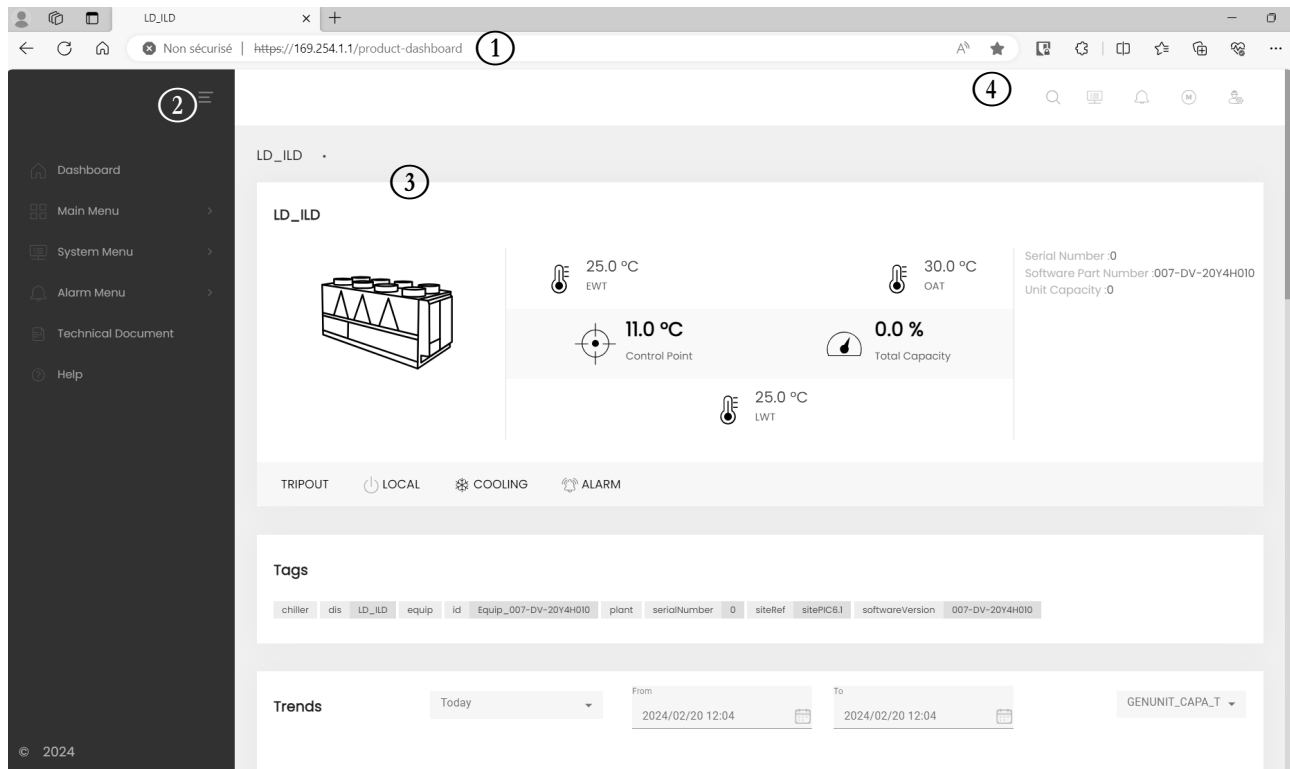 LD_ILD
Non sécurisé https://169.254.1.1/product-dashboard
1
2
4
M
LD_ILD
3
Dashboard
Main Menu
System Menu
Alarm Menu
Technical Document
Help
LD_ILD
25.0 °C
EWT
30.0 °C
OAT
11.0 °C
Control Point
0.0 %
Total Capacity
25.0 °C
LWT
Serial Number :0
Software Part Number :007-DV-20Y4H010
Unit Capacity :0
TRIPOUT LOCAL COOLING ALARM
Tags
chiller dis LD_ILD equip id Equip_007-DV-20Y4H010 plant serialNumber 0 siteRef sitePIC6.1 softwareVersion 007-DV-20Y4H010
Trends
Today
From
2024/02/20 12:04
To
2024/02/20 12:04
GENUNIT_CAPA_T
© 2024